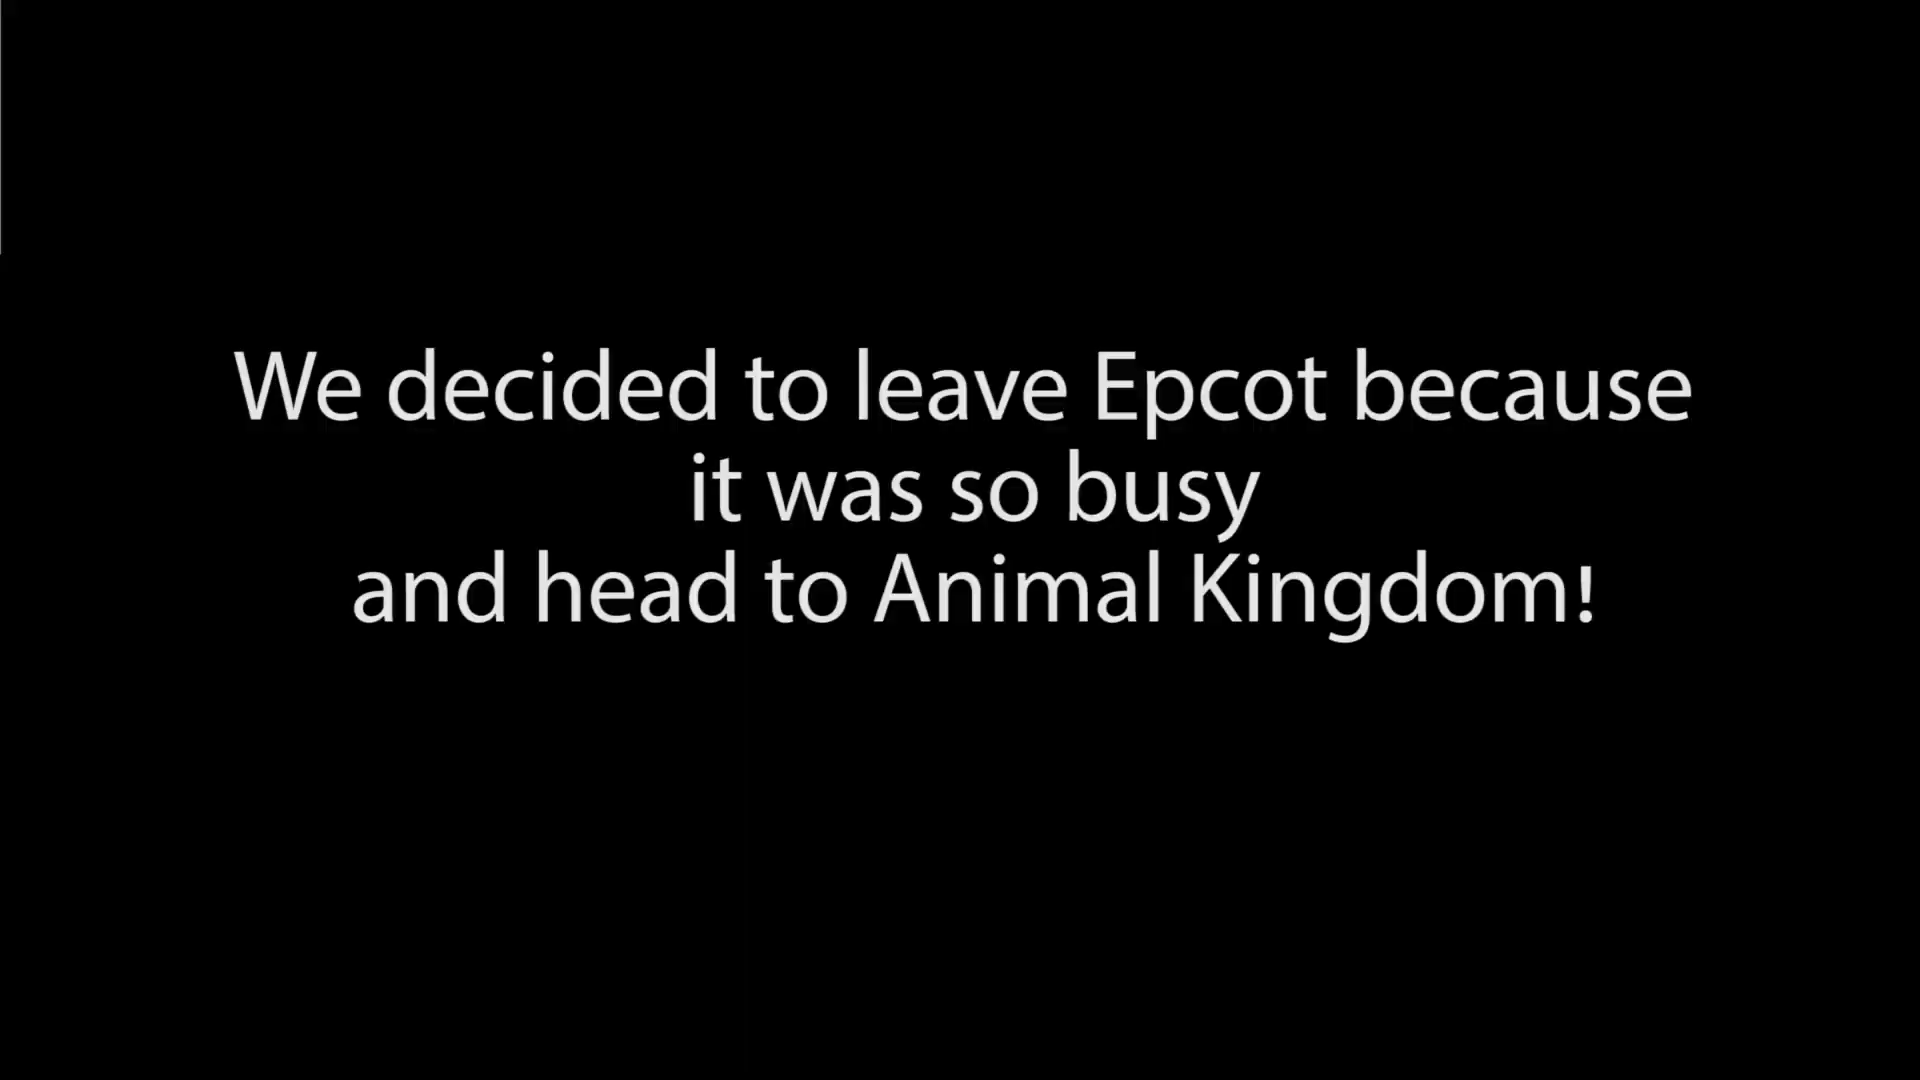 We decided to leave Epcot because
it was so busy
and head to Animal Kingdom!